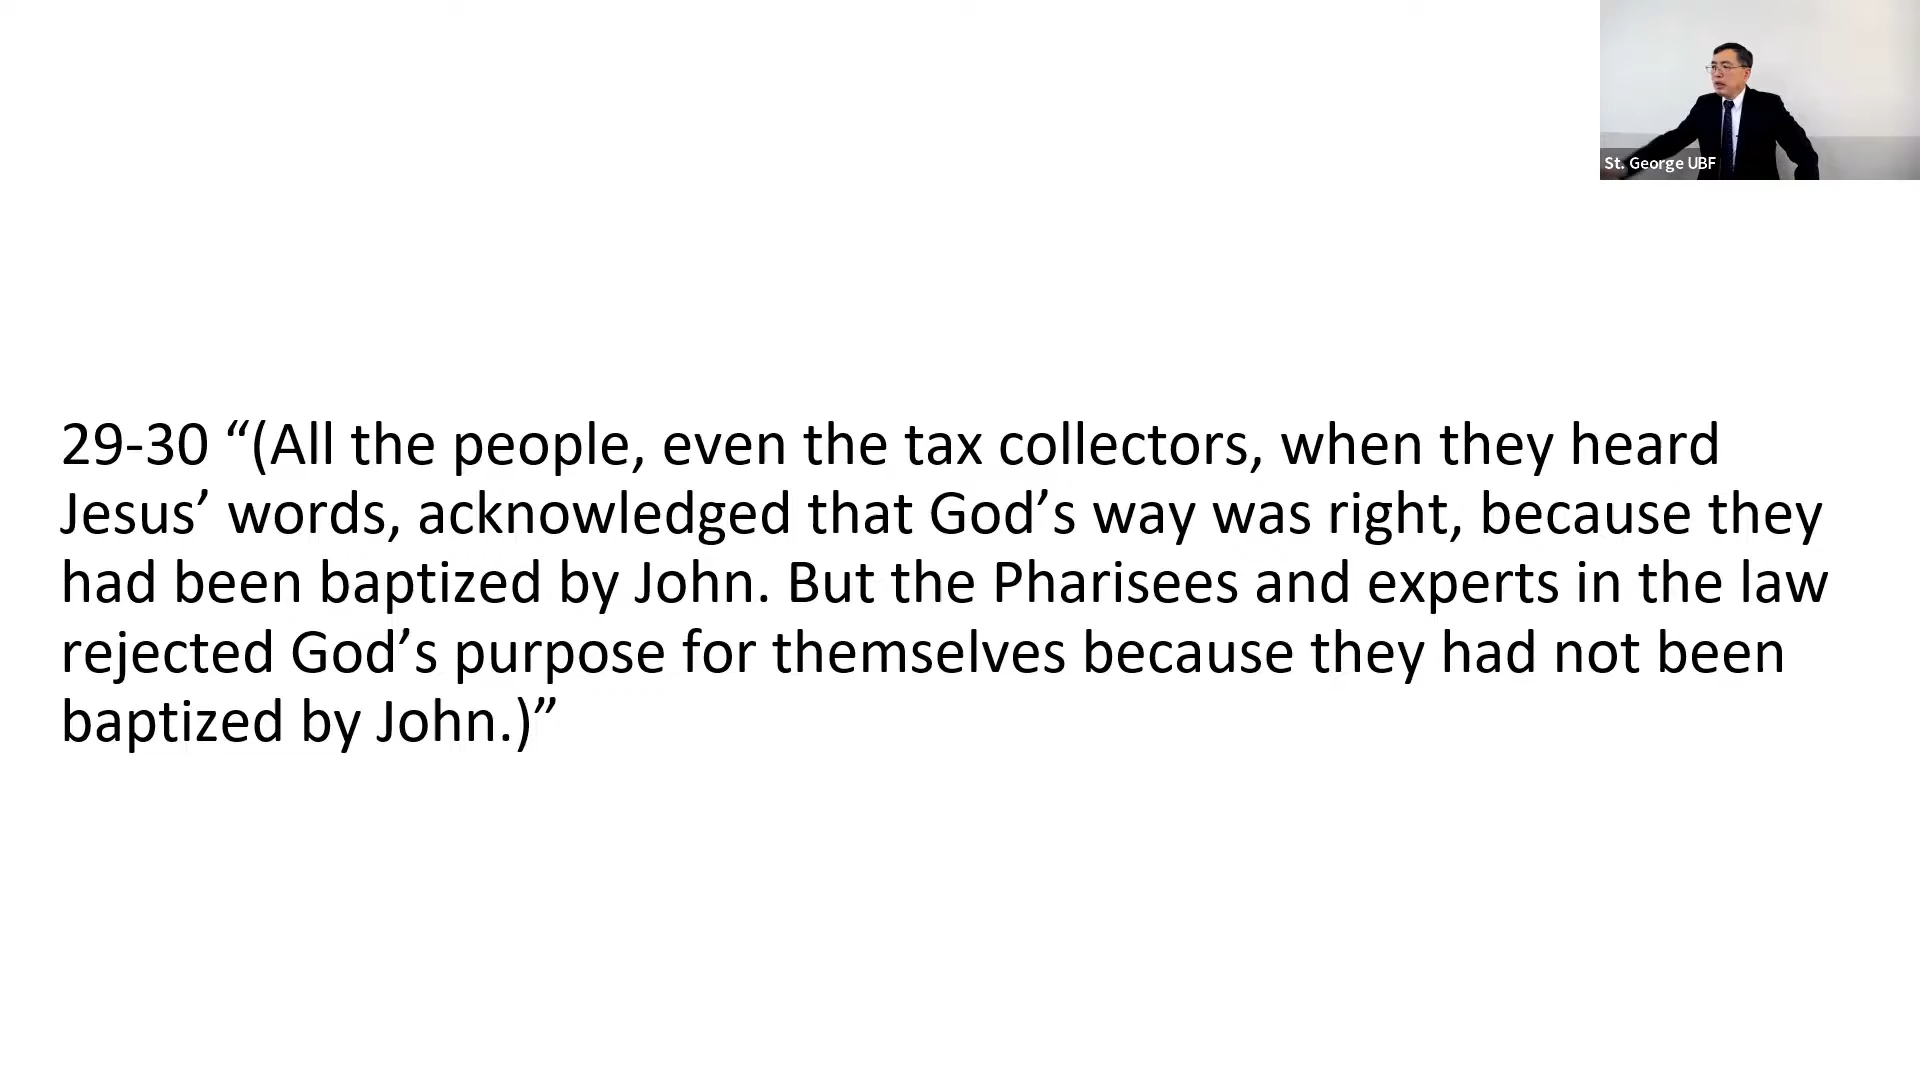 St. George UBF
29-30 “(All the people, even the tax collectors, when they heard
Jesus’ words, acknowledged that God’s way was right, because they
had been baptized by John. But the Pharisees and experts in the law
rejected God’s purpose for themselves because they had not been
baptized by John.)”